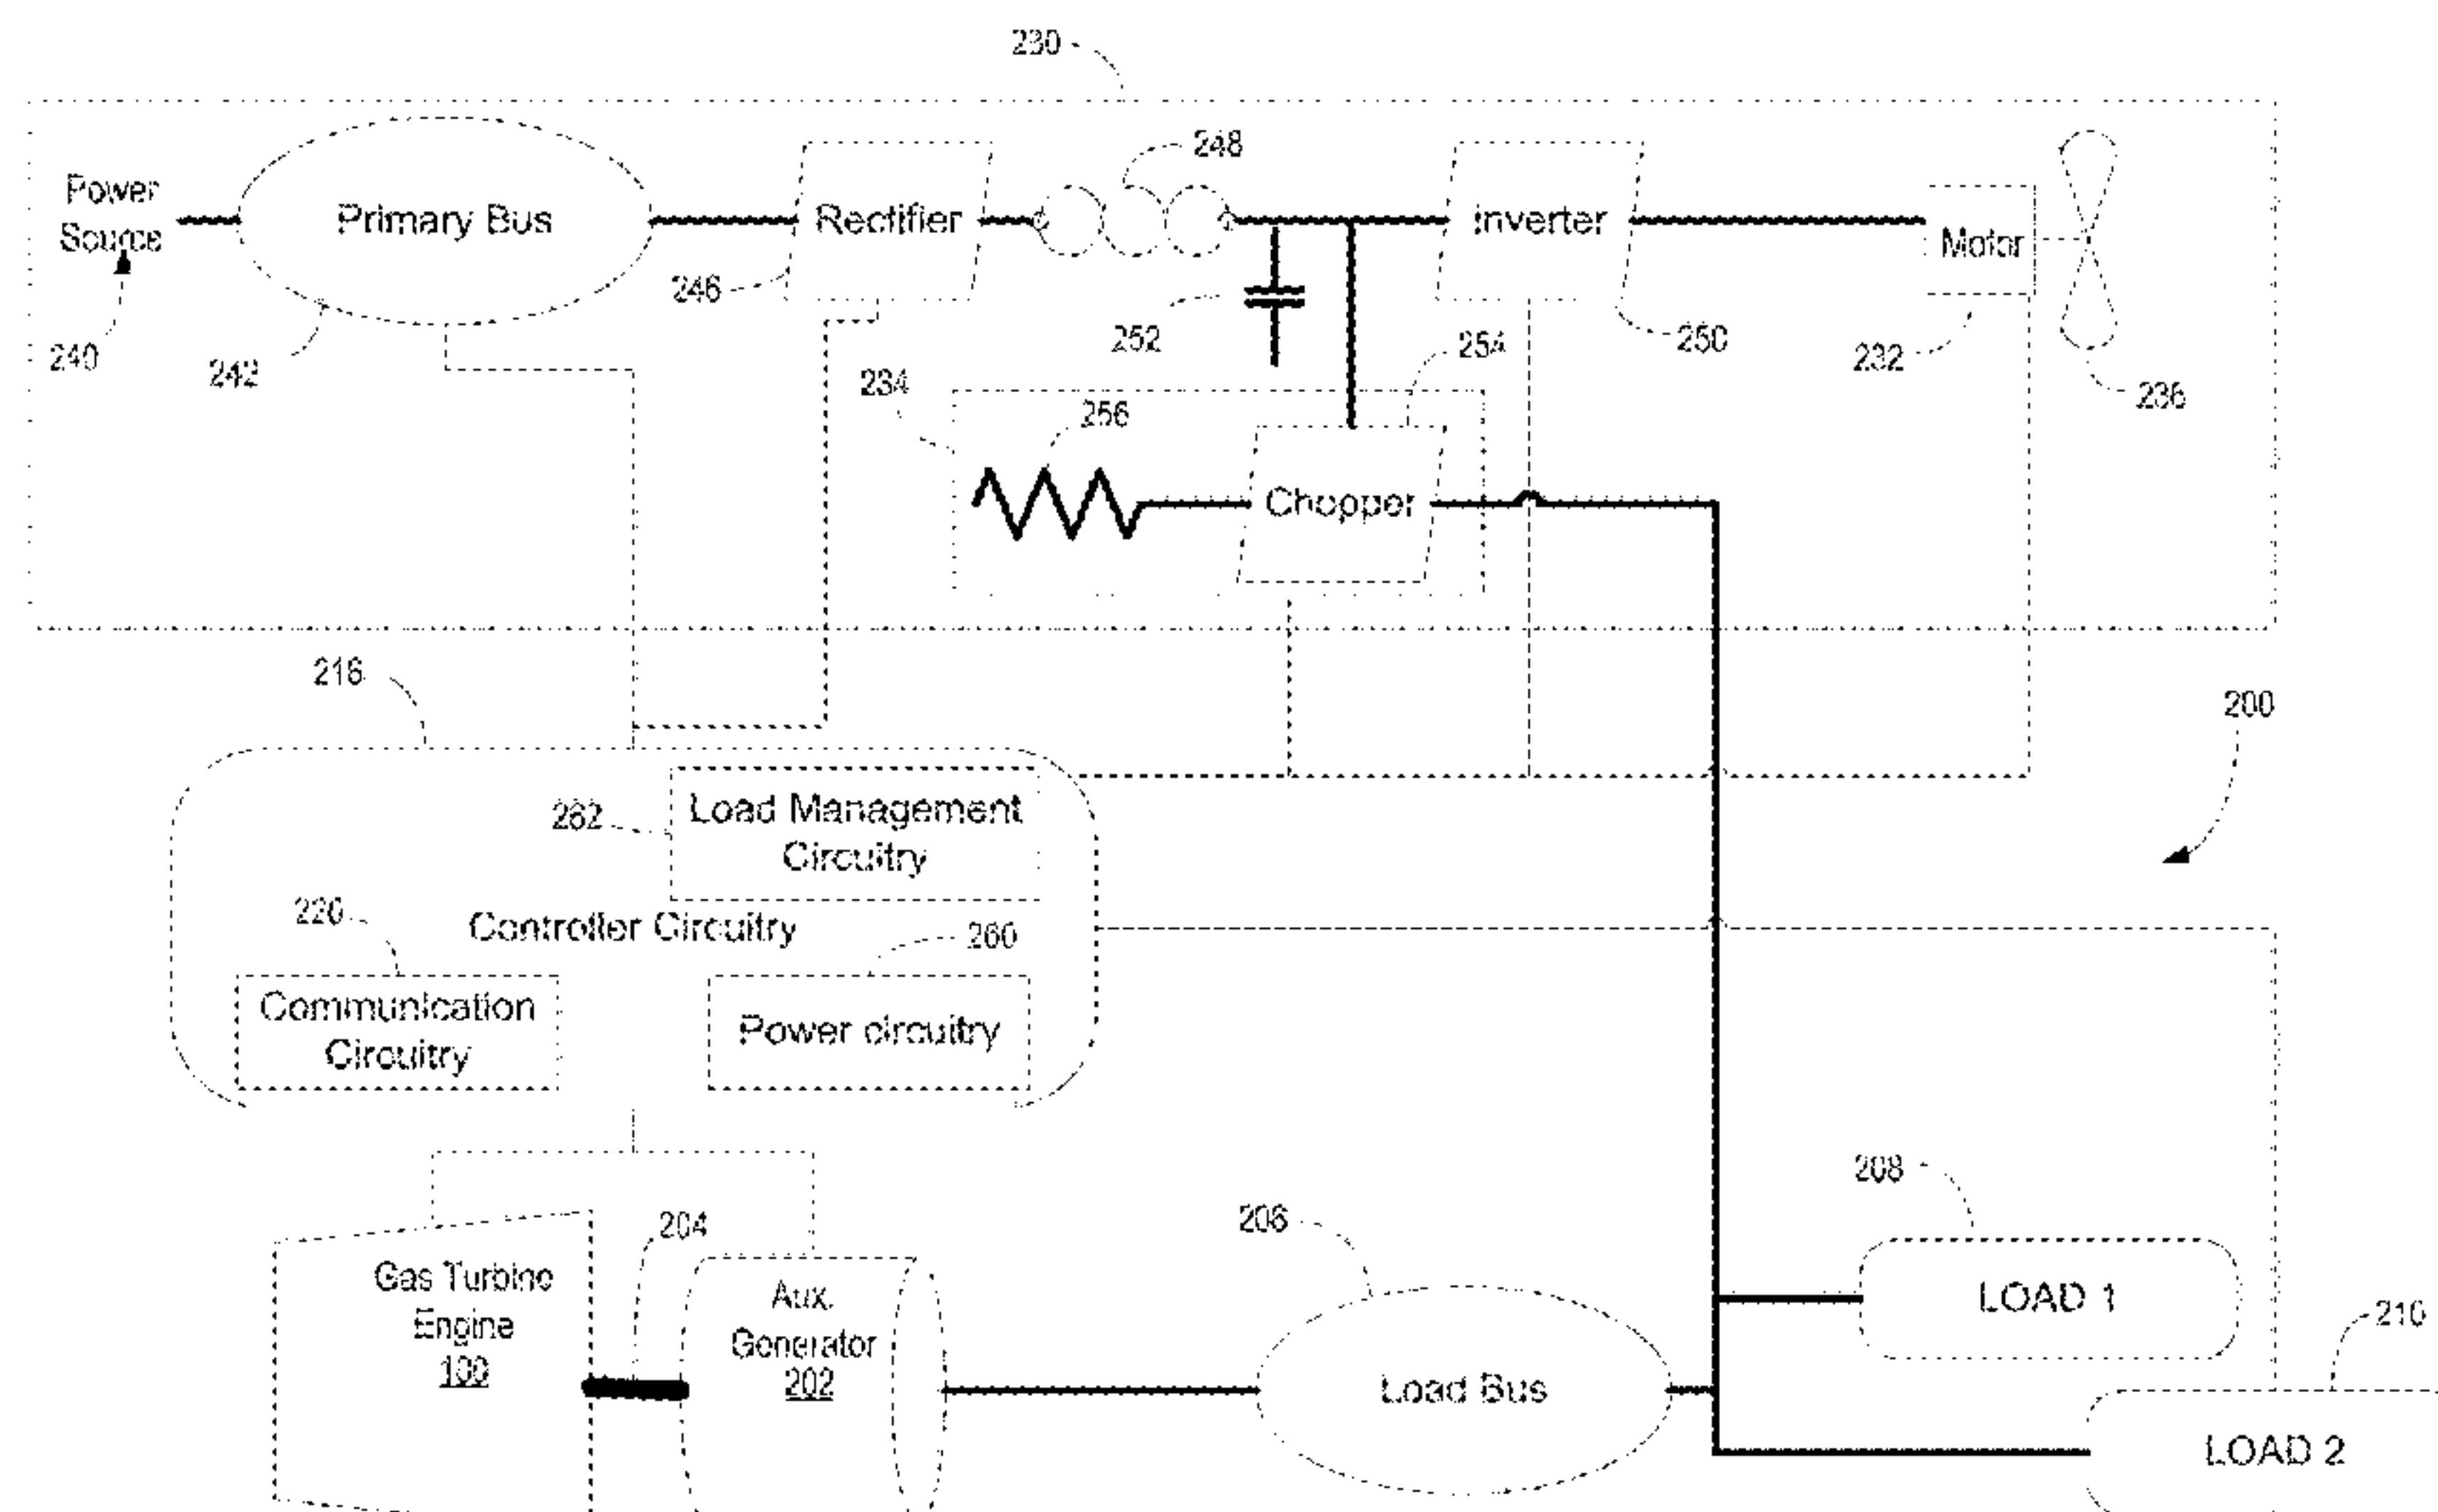 230
248
Power
Source
Primary Bus
Rectifier
Inverter
Motor
246
252
250
232
240
242
234
254
236
256
Chopper
216
200
262
Load Management
Circuitry
220
Controller Circuitry
260
Communication
Circuitry
Power circuitry
208
204
206
Gas Turbine
Engine
100
Aux.
Generator
202
Load Bus
LOAD 1
210
LOAD 2